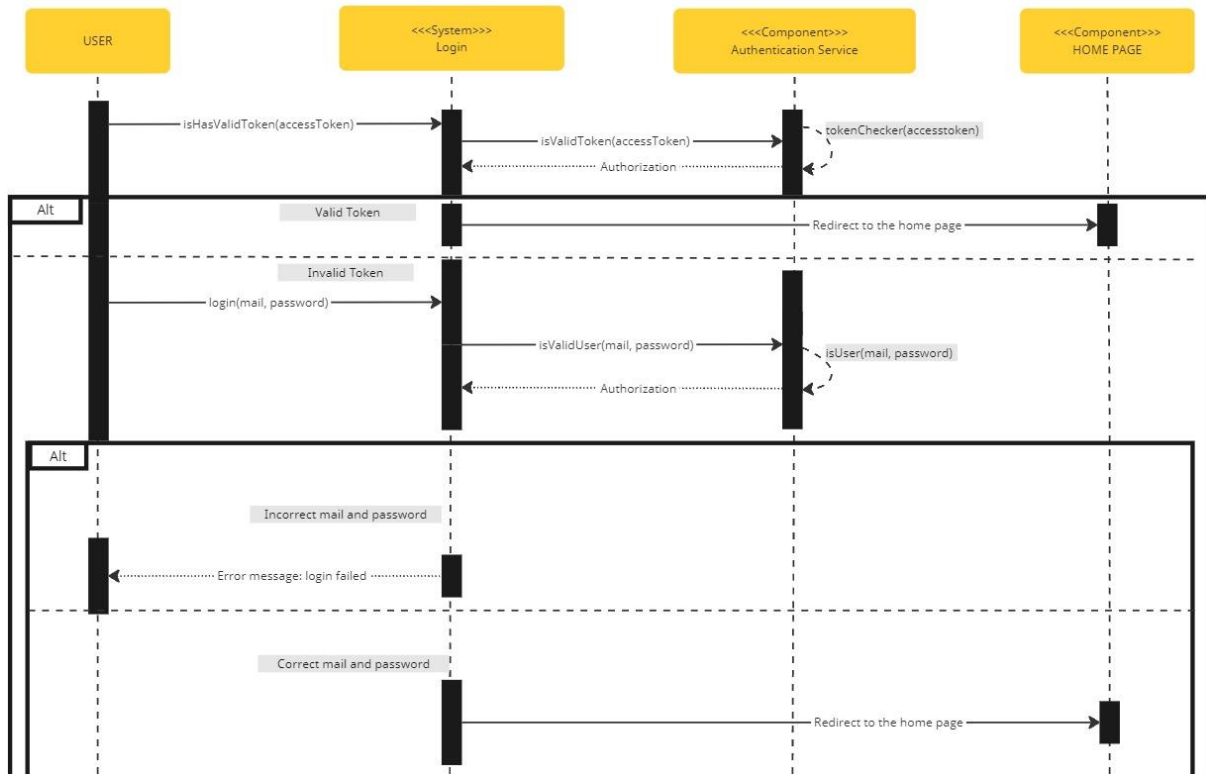 USER
<<<System>>>
Login
<<<Component>>>
Authentication Service
<<<Component>>>
HOME PAGE
isHasValidToken(accessToken)
isValidToken(accessToken)
tokenChecker(accesstoken)
Authorization
Alt
Valid Token
Redirect to the home page
Invalid Token
login(mail, password)
isValidUser(mail, password)
isUser(mail, password)
Authorization
Alt
Incorrect mail and password
Error message: login failed
Correct mail and password
Redirect to the home page